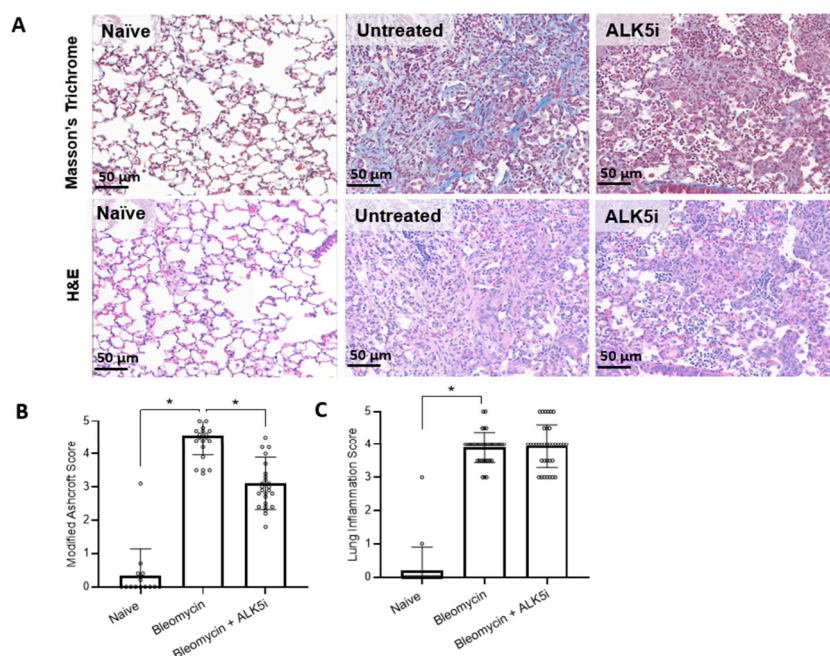 A
Masson's Trichrome
Naïve
50 µm
Untreated
50 µm
ALK5i
50 µm
H&E
Naïve
50 µm
Untreated
50 µm
ALK5i
50 µm
B
Modified Ashcroft Score
5
4
3
2
1
0
*
*
Naive
Bleomycin
Bleomycin + ALK5i
C
Lung Inflammation Score
5
4
3
2
1
0
*
Naive
Bleomycin
Bleomycin + ALK5i